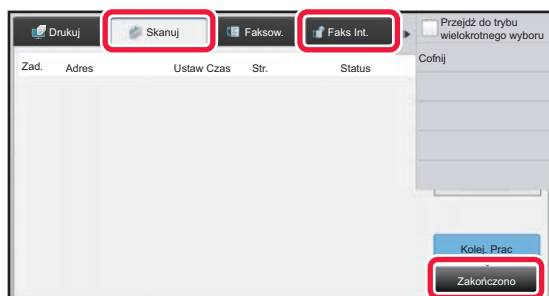 Drukuj Skanuj Faksow. Faks Int.
Przejdź do trybu
wielokrotnego wyboru
Zad. Adres Ustaw Czas Str. Status
Cofnij
Kolej. Prac
Zakończono